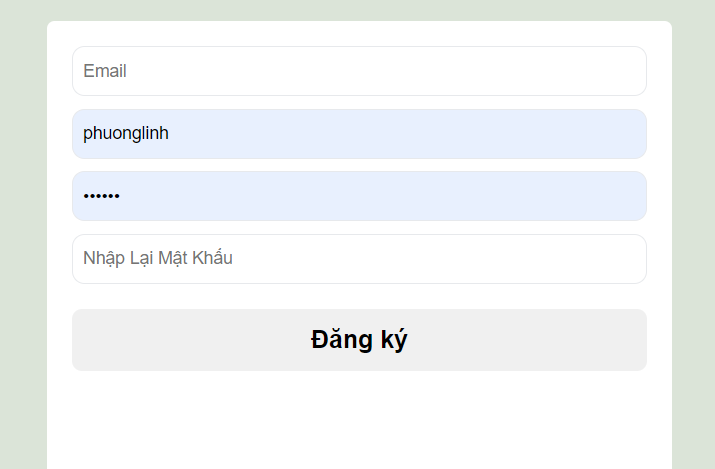 Email
phuonglinh
••••••
Nhập Lại Mật Khẩu
Đăng ký